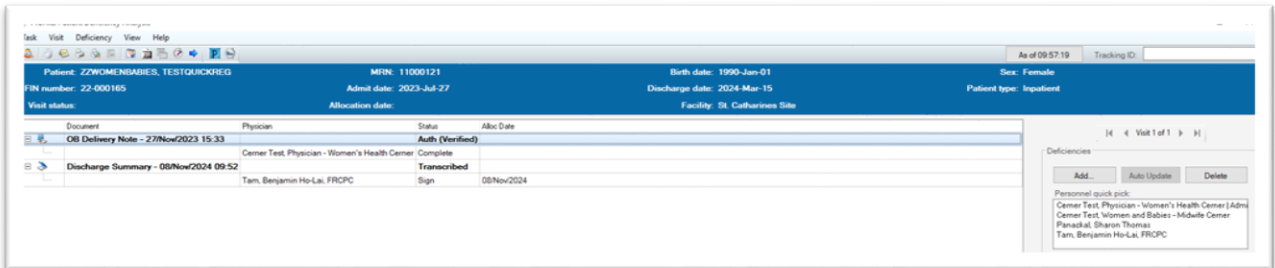 Task Visit Deficiency View Help
As of 09:57:19 Tracking ID:
Patient: ZZWOMENBABIES, TESTQUICKREG MRN: 11000121 Birth date: 1990-Jan-01 Sex: Female
FIN number: 22-000165 Admit date: 2023-Jul-27 Discharge date: 2024-Mar-15 Patient type: Inpatient
Visit status: Allocation date: Facility: St. Catharines Site
Document Physician Status Alloc Date
OB Delivery Note - 27/Nov/2023 15:33 Auth (Verified)
Cerner Test, Physician - Women's Health Cerner Complete
Discharge Summary - 08/Nov/2024 09:52 Transcribed
Tam, Benjamin Ho-Lai, FRCPC Sign 08/Nov/2024
Visit 1 of 1
Deficiencies
Add... Auto Update Delete
Personnel quick pick:
Cerner Test, Physician - Women's Health Cerner | Admi
Cerner Test, Women and Babies - Midwife Cerner
Panackal, Sharon Thomas
Tam, Benjamin Ho-Lai, FRCPC